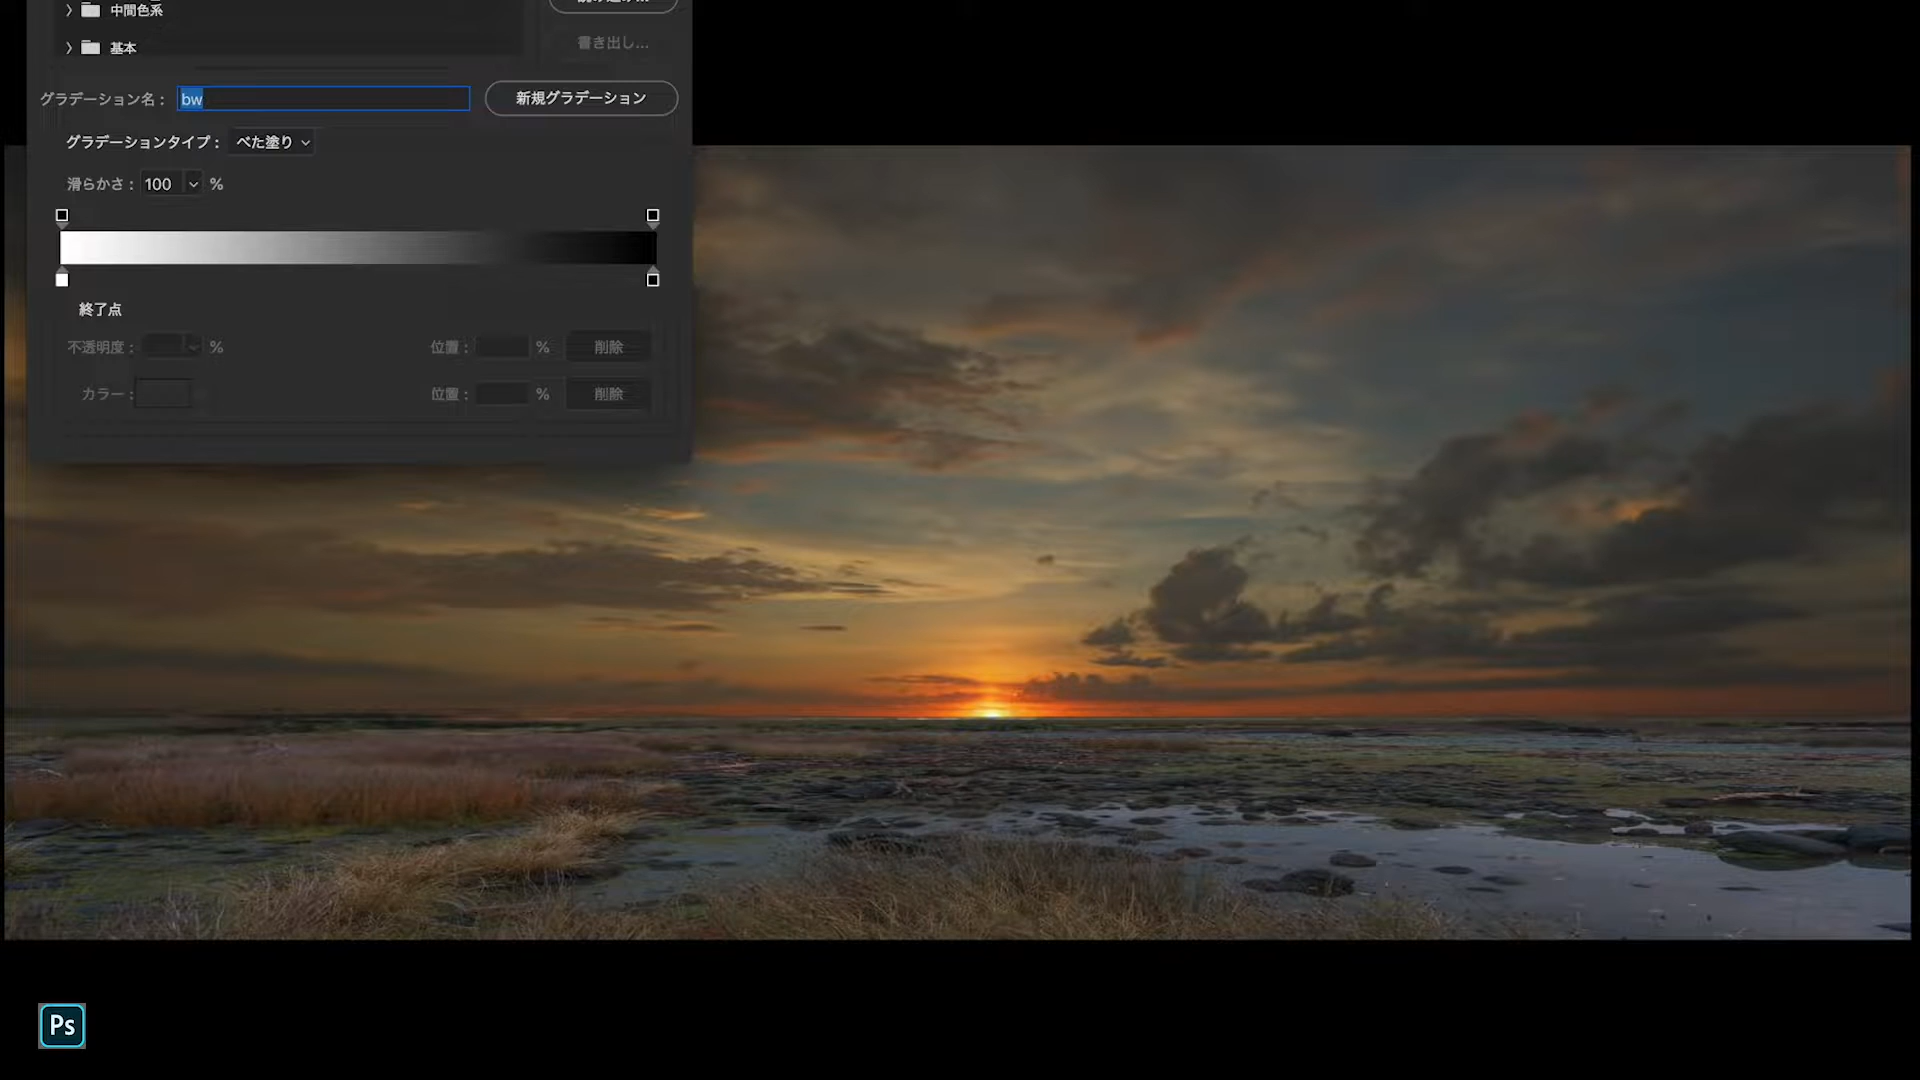 中間色系
書き出し...
基本
グラデーション名：
bw
新規グラデーション
グラデーションタイプ：
べた塗り
滑らかさ：
100
%
終了点
不透明度：
%
位置：
%
削除
カラー：
位置：
%
削除
Ps